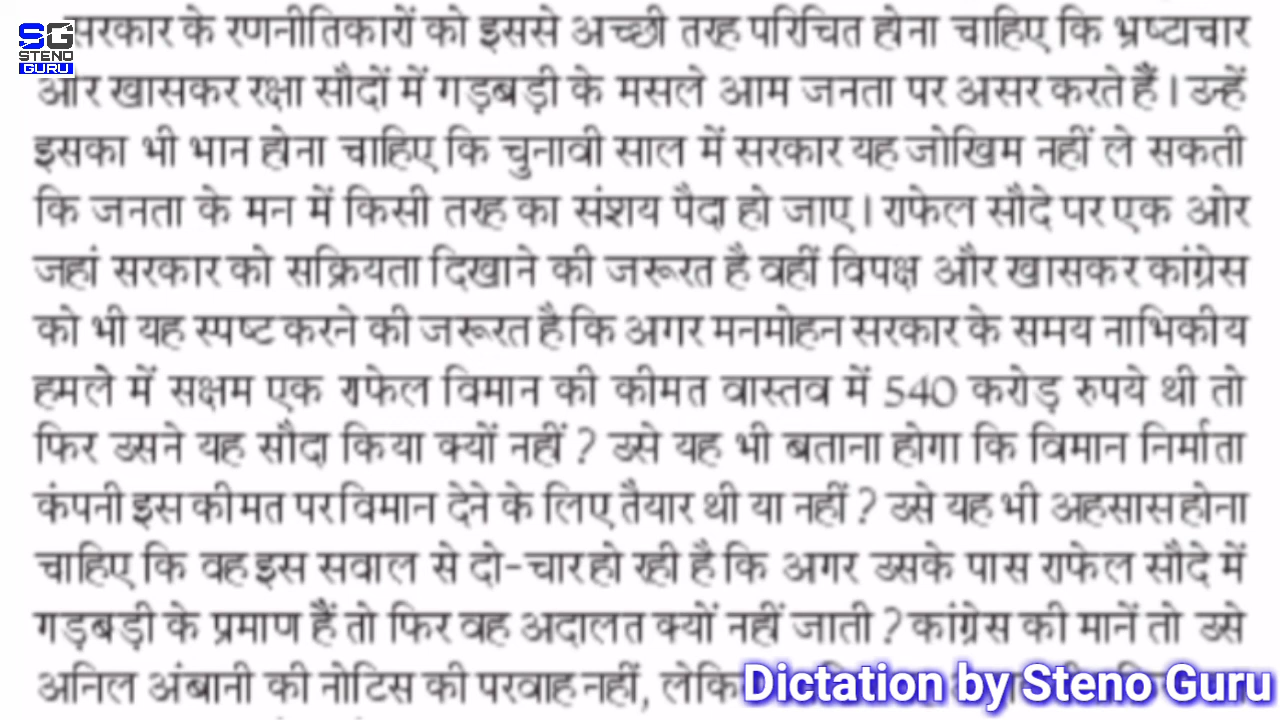 SG
STENO
GURU
सरकार के रणनीतिकारों को इससे अच्छी तरह परिचित होना चाहिए कि भ्रष्टाचार
और खासकर रक्षा सौदों में गड़बड़ी के मसले आम जनता पर असर करते हैं । उन्हें
इसका भी भान होना चाहिए कि चुनावी साल में सरकार यह जोखिम नहीं ले सकती
कि जनता के मन में किसी तरह का संशय पैदा हो जाए । राफेल सौदे पर एक ओर
जहां सरकार को सक्रियता दिखाने की जरूरत है वहीं विपक्ष और खासकर कांग्रेस
को भी यह स्पष्ट करने की जरूरत है कि अगर मनमोहन सरकार के समय नाभिकीय
हमले में सक्षम एक राफेल विमान की कीमत वास्तव में 540 करोड़ रुपये थी तो
फिर उसने यह सौदा किया क्यों नहीं ? उसे यह भी बताना होगा कि विमान निर्माता
कंपनी इस कीमत पर विमान देने के लिए तैयार थी या नहीं ? उसे यह भी अहसास होना
चाहिए कि वह इस सवाल से दो-चार हो रही है कि अगर उसके पास राफेल सौदे में
गड़बड़ी के प्रमाण हैं तो फिर वह अदालत क्यों नहीं जाती ? कांग्रेस की मानें तो उसे
अनिल अंबानी की नोटिस की परवाह नहीं,
Dictation by Steno Guru